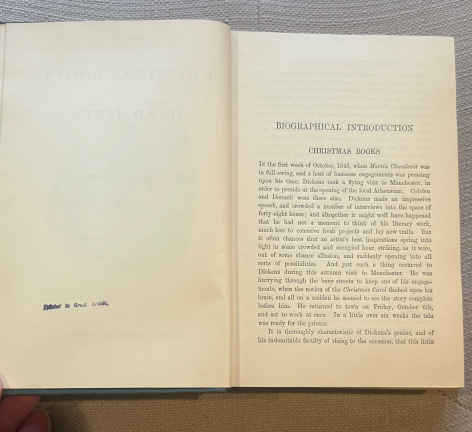 Printed in Great Britain
BIOGRAPHICAL INTRODUCTION
CHRISTMAS BOOKS
In the first week of October, 1843, when Martin Chuzzlewit was
in full swing, and a host of business engagements was pressing
upon his time, Dickens took a flying visit to Manchester, in
order to preside at the opening of the local Athenæum. Cobden
and Disraeli were there also. Dickens made an impressive
speech, and crowded a number of interviews into the space of
forty-eight hours; and altogether it might well have happened
that he had not a moment to think of his literary work,
much less to conceive fresh projects and lay new trails. But
it often chances that an artist's best inspirations spring into
light in some crowded and occupied hour, striking, as it were,
out of some chance allusion, and suddenly opening into all
sorts of possibilities. And just such a thing occurred to
Dickens during this autumn visit to Manchester. He was
hurrying through the busy streets to keep one of his engage-
ments, when the notion of the Christmas Carol flashed upon his
brain, and all on a sudden he seemed to see the story complete
before him. He returned to town on Friday, October 6th,
and set to work at once. In a little over six weeks the tale
was ready for the printer.
It is thoroughly characteristic of Dickens's genius, and of
his indomitable faculty of rising to the occasion, that this little